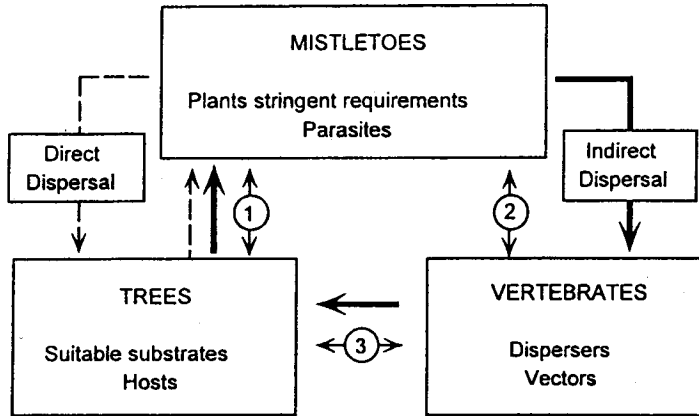 MISTLETOES
Plants stringent requirements
Parasites
Direct
Dispersal
Indirect
Dispersal
1
2
TREES
Suitable substrates
Hosts
3
VERTEBRATES
Dispersers
Vectors